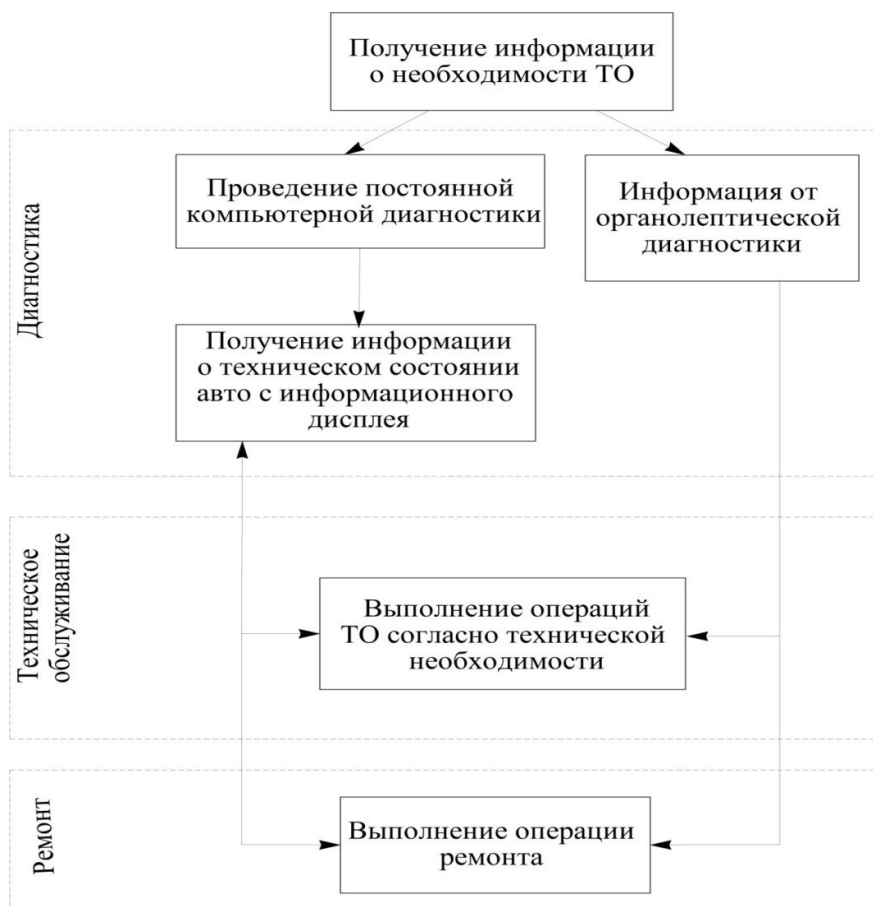 Получение информации
о необходимости ТО
Диагностика
Проведение постоянной
компьютерной диагностики
Информация от
органолептической
диагностики
Получение информации
о техническом состоянии
авто с информационного
дисплея
Техническое
обслуживание
Выполнение операций
ТО согласно технической
необходимости
Ремонт
Выполнение операции
ремонта